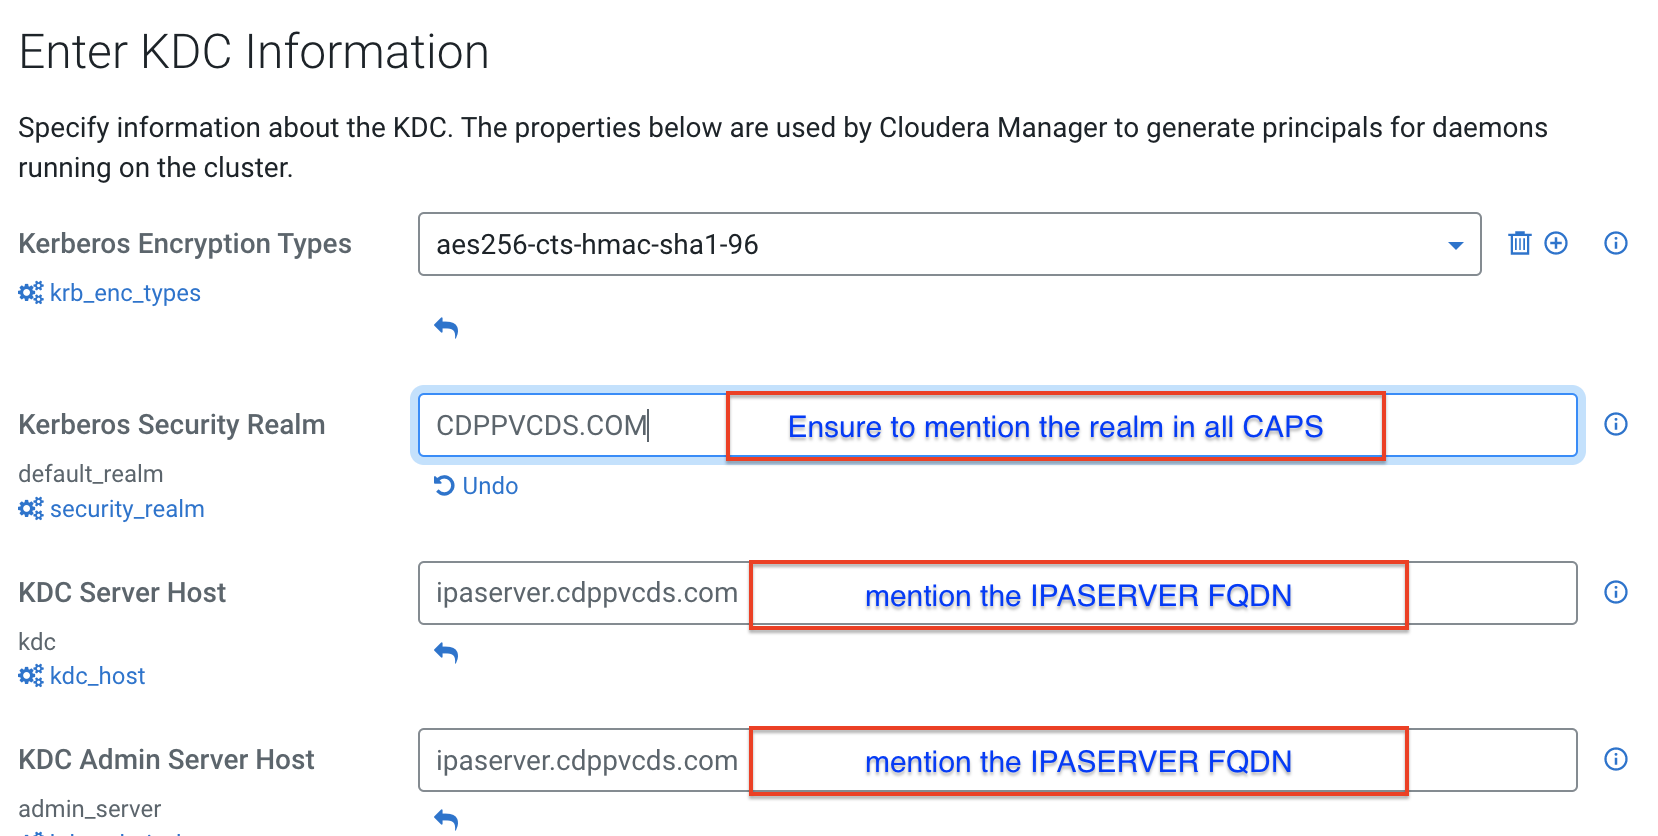 Enter KDC Information
Specify information about the KDC. The properties below are used by Cloudera Manager to generate principals for daemons
running on the cluster.
Kerberos Encryption Types
aes256-cts-hmac-sha1-96
krb_enc_types
Kerberos Security Realm
CDPPVCDS.COM
Ensure to mention the realm in all CAPS
default_realm
Undo
security_realm
KDC Server Host
ipaserver.cdppvcds.com
mention the IPASERVER FQDN
kdc
kdc_host
KDC Admin Server Host
ipaserver.cdppvcds.com
mention the IPASERVER FQDN
admin_server